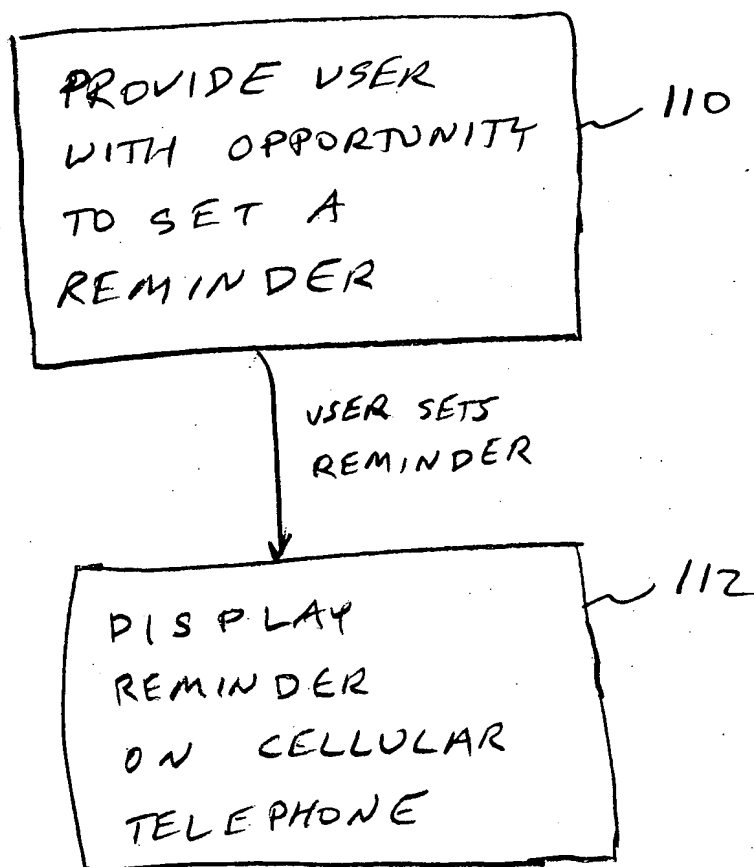 PROVIDE USER
WITH OPPORTUNITY
TO SET A
REMINDER
110
USER SETS
REMINDER
DISPLAY
REMINDER
ON CELLULAR
TELEPHONE
112